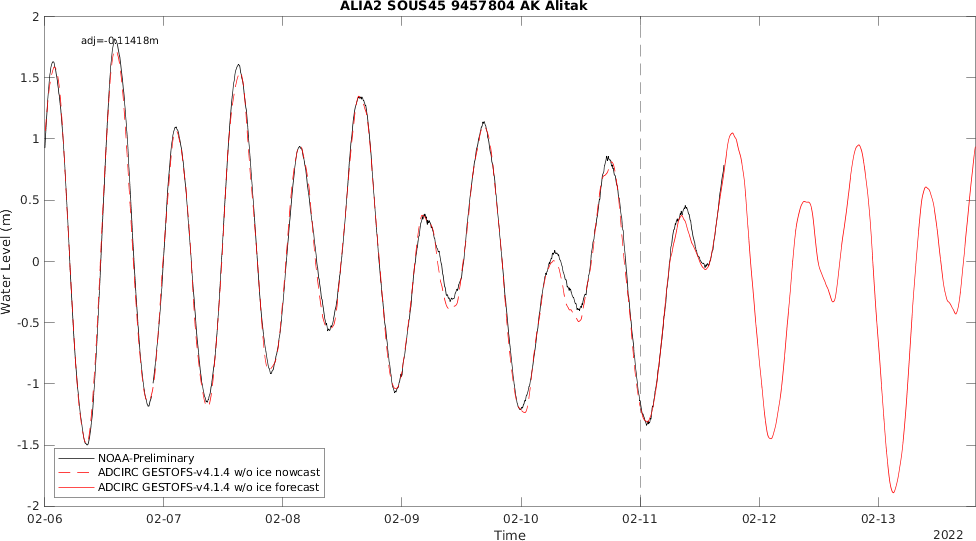 ALIA2 SOUS45 9457804 AK Alitak
adj=-0.11418m
2
1.5
1
0.5
0
-0.5
-1
-1.5
-2
Water Level (m)
NOAA-Preliminary
ADCIRC GESTOFS-v4.1.4 w/o ice nowcast
ADCIRC GESTOFS-v4.1.4 w/o ice forecast
02-06 02-07 02-08 02-09 02-10 02-11 02-12 02-13
Time
2022